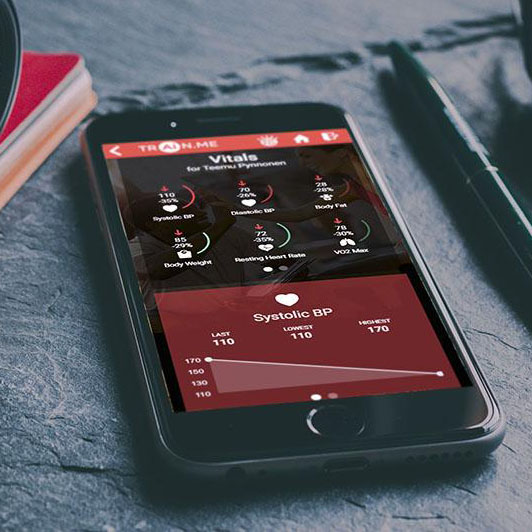 TRAIN.ME
Vitals
for Teemu Pynnonen
110
-35%
Systolic BP
70
-26%
Diastolic BP
28
-28%
Body Fat
85
-29%
Body Weight
72
-35%
Resting Heart Rate
78
-30%
VO2 Max
Systolic BP
LAST
110
LOWEST
110
HIGHEST
170
170
150
130
110